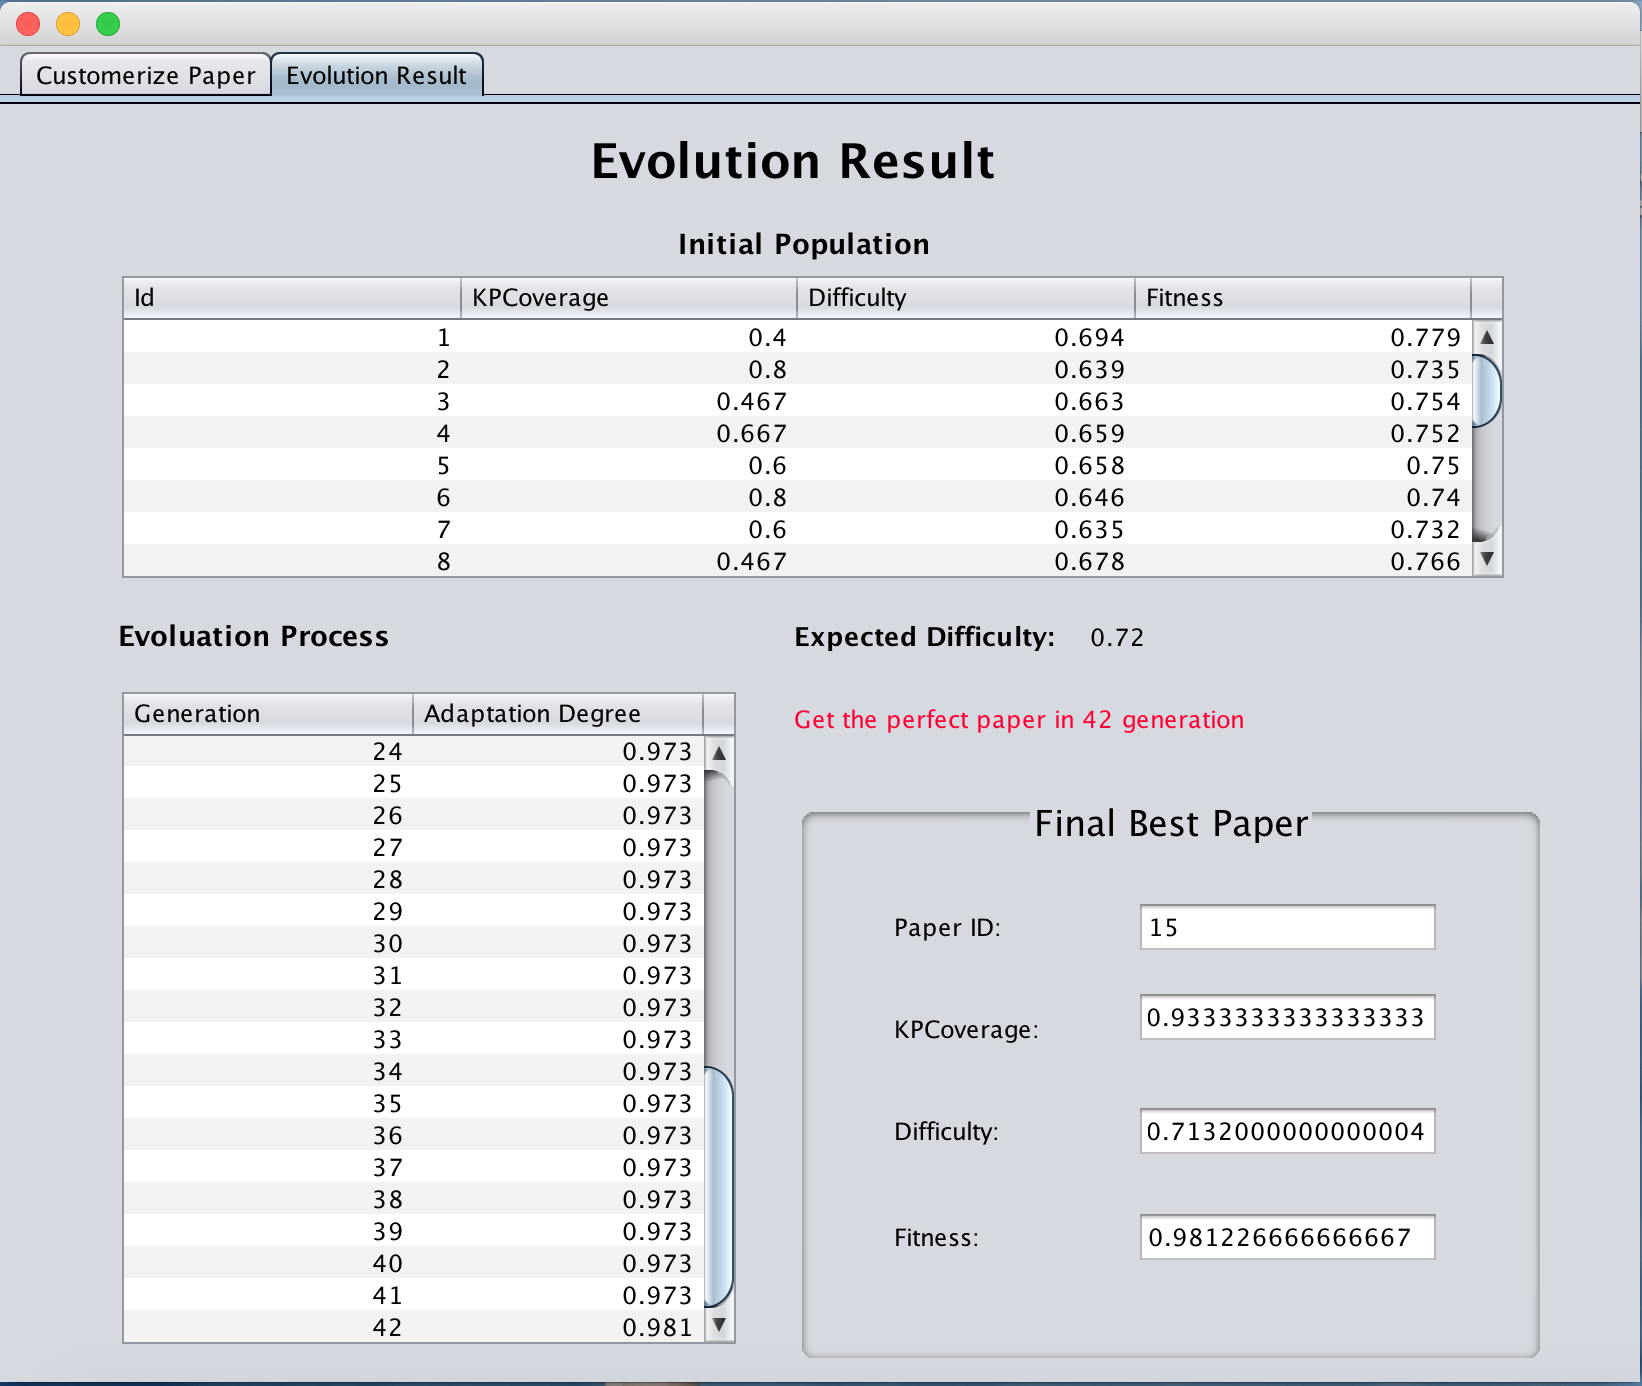 Customerize Paper Evolution Result
Evolution Result
Initial Population
Id KPCoverage Difficulty Fitness
1 0.4 0.694 0.779
2 0.8 0.639 0.735
3 0.467 0.663 0.754
4 0.667 0.659 0.752
5 0.6 0.658 0.75
6 0.8 0.646 0.74
7 0.6 0.635 0.732
8 0.467 0.678 0.766
Evoluation Process
Generation Adaptation Degree
24 0.973
25 0.973
26 0.973
27 0.973
28 0.973
29 0.973
30 0.973
31 0.973
32 0.973
33 0.973
34 0.973
35 0.973
36 0.973
37 0.973
38 0.973
39 0.973
40 0.973
41 0.973
42 0.981
Expected Difficulty: 0.72
Get the perfect paper in 42 generation
Final Best Paper
Paper ID: 15
KPCoverage: 0.9333333333333333
Difficulty: 0.7132000000000004
Fitness: 0.981226666666667